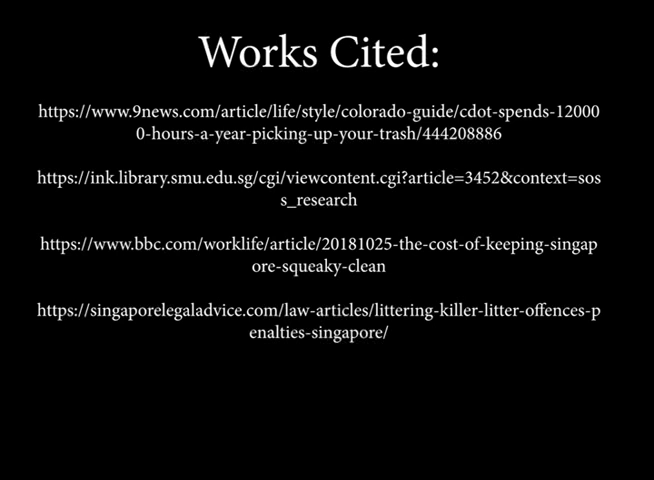 Works Cited:
https://www.9news.com/article/life/style/colorado-guide/cdot-spends-12000
0-hours-a-year-picking-up-your-trash/444208886
https://ink.library.smu.edu.sg/cgi/viewcontent.cgi?article=3452&context=sos
s_research
https://www.bbc.com/worklife/article/20181025-the-cost-of-keeping-singap
ore-squeaky-clean
https://singaporelegaladvice.com/law-articles/littering-killer-litter-offences-p
enalties-singapore/